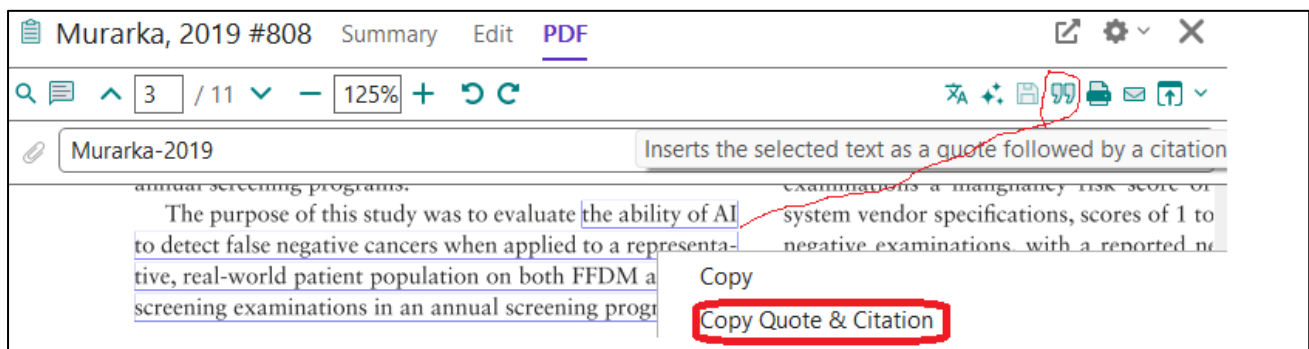 Murarka, 2019 #808 Summary Edit PDF
3 / 11 125%
Murarka-2019
Inserts the selected text as a quote followed by a citation
annual screening programs.
The purpose of this study was to evaluate the ability of AI
to detect false negative cancers when applied to a representa-
tive, real-world patient population on both FFDM a
screening examinations in an annual screening progr
examinations a malignancy risk score of
system vendor specifications, scores of 1 to
negative examinations, with a reported ne
Copy
Copy Quote & Citation